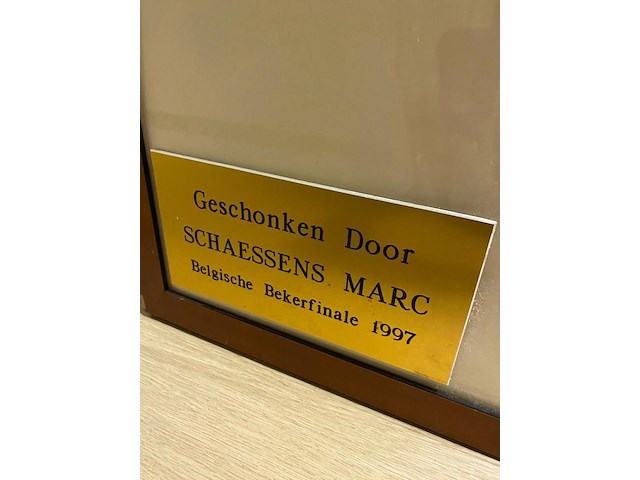 Geschonken Door
SCHAESSENS MARC
Belgische Bekerfinale 1997